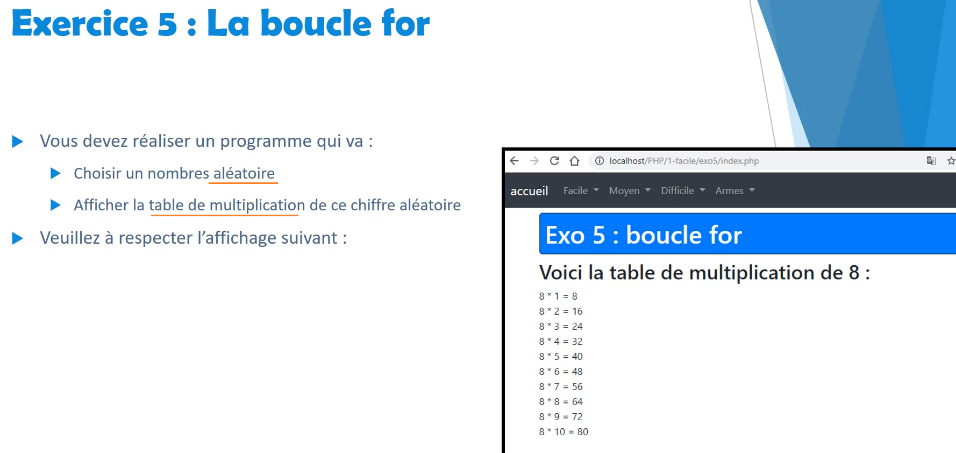 Exercice 5 : La boucle for
Vous devez réaliser un programme qui va :
Choisir un nombres aléatoire
Afficher la table de multiplication de ce chiffre aléatoire
Veuillez à respecter l'affichage suivant :
localhost/PHP/1-facile/exo5/index.php
accueil Facile Moyen Difficile Armes
Exo 5 : boucle for
Voici la table de multiplication de 8 :
8 * 1 = 8
8 * 2 = 16
8 * 3 = 24
8 * 4 = 32
8 * 5 = 40
8 * 6 = 48
8 * 7 = 56
8 * 8 = 64
8 * 9 = 72
8 * 10 = 80